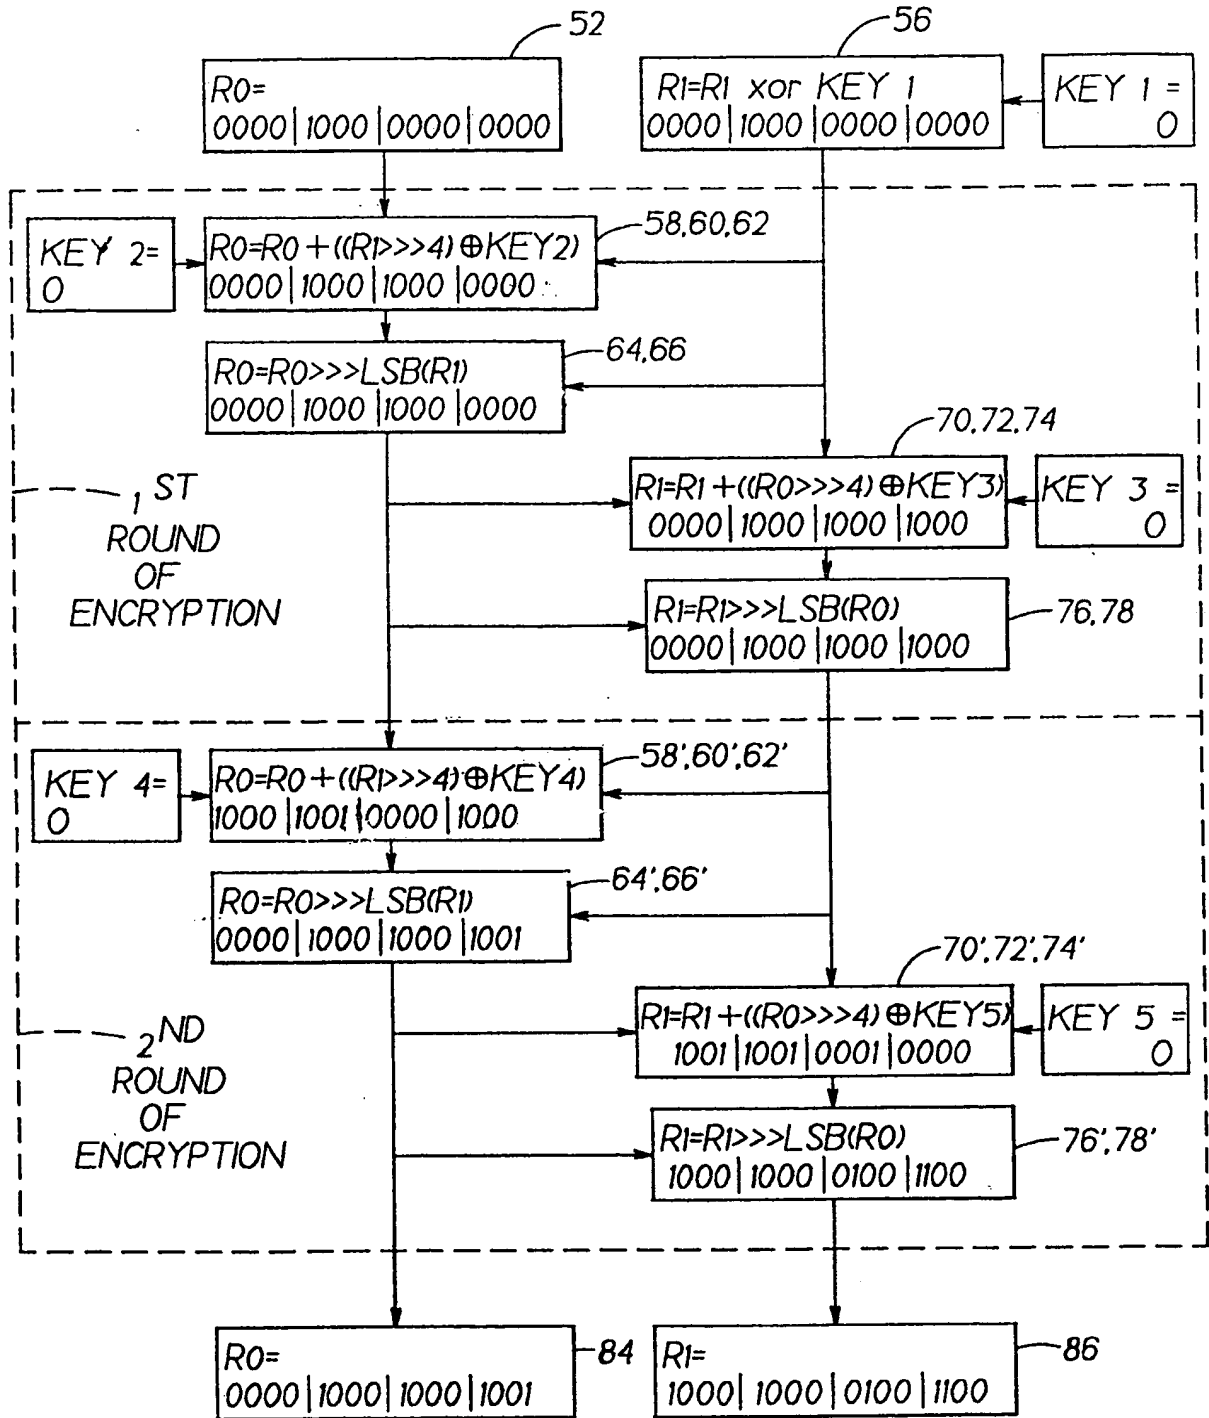 52
56
R0=
0000|1000|0000|0000
R1=R1 xor KEY 1
0000|1000|0000|0000
KEY 1 =
0
KEY 2=
0
R0=R0+((R1>>>4)⊕KEY2)
0000|1000|1000|0000
58,60,62
R0=R0>>>LSB(R1)
0000|1000|1000|0000
64,66
70,72,74
R1=R1+((R0>>>4)⊕KEY3)
0000|1000|1000|1000
KEY 3 =
0
1 ST
ROUND
OF
ENCRYPTION
R1=R1>>>LSB(R0)
0000|1000|1000|1000
76,78
KEY 4=
0
R0=R0+((R1>>>4)⊕KEY4)
1000|1001|0000|1000
58',60',62'
R0=R0>>>LSB(R1)
0000|1000|1000|1001
64',66'
70',72',74'
R1=R1+((R0>>>4)⊕KEY5)
1001|1001|0001|0000
KEY 5 =
0
2ND
ROUND
OF
ENCRYPTION
R1=R1>>>LSB(R0)
1000|1000|0100|1100
76',78'
R0=
0000|1000|1000|1001
84
R1=
1000|1000|0100|1100
86